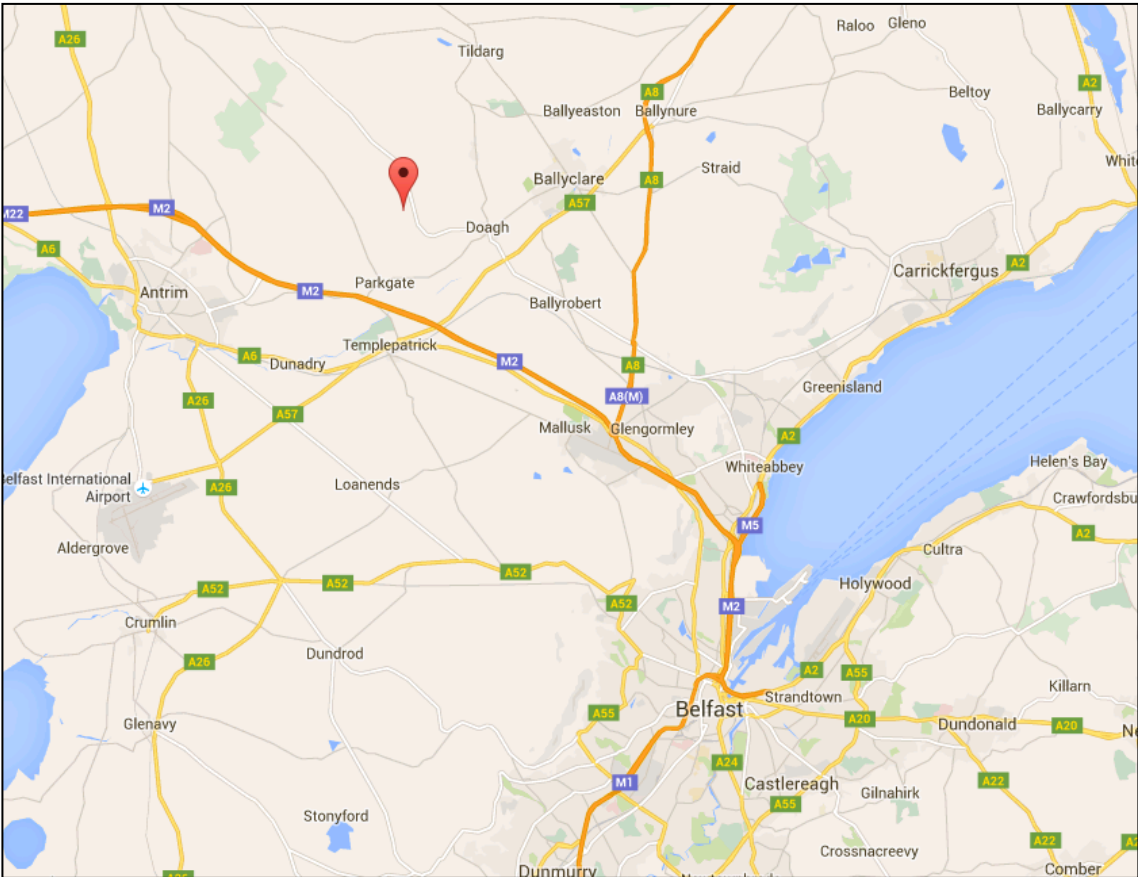 A26
Tildarg
Raloo
Gleno
A8
A2
Beltoy
Ballyeaston
Ballynure
Ballycarry
Straid
White
Ballyclare
A8
A57
M22
M2
Doagh
A6
A2
Carrickfergus
Antrim
Parkgate
M2
Ballyrobert
Templepatrick
A6
Dunadry
M2
A8
Greenisland
A26
A57
A8(M)
Mallusk
Glengormley
A2
Whiteabbey
Helen's Bay
Belfast International
Airport
A26
Loanends
Crawfordsbu
M5
A2
Aldergrove
Cultra
A52
A52
A52
Holywood
A52
M2
Crumlin
Dundrod
A26
A2
A55
Killarn
Strandtown
Belfast
A55
A20
Dundonald
A20
Ne
Glenavy
A24
M1
Castlereagh
A22
Gilnahirk
A55
Stonyford
A22
A2
Crossnacreevy
Dunmurry
Comber